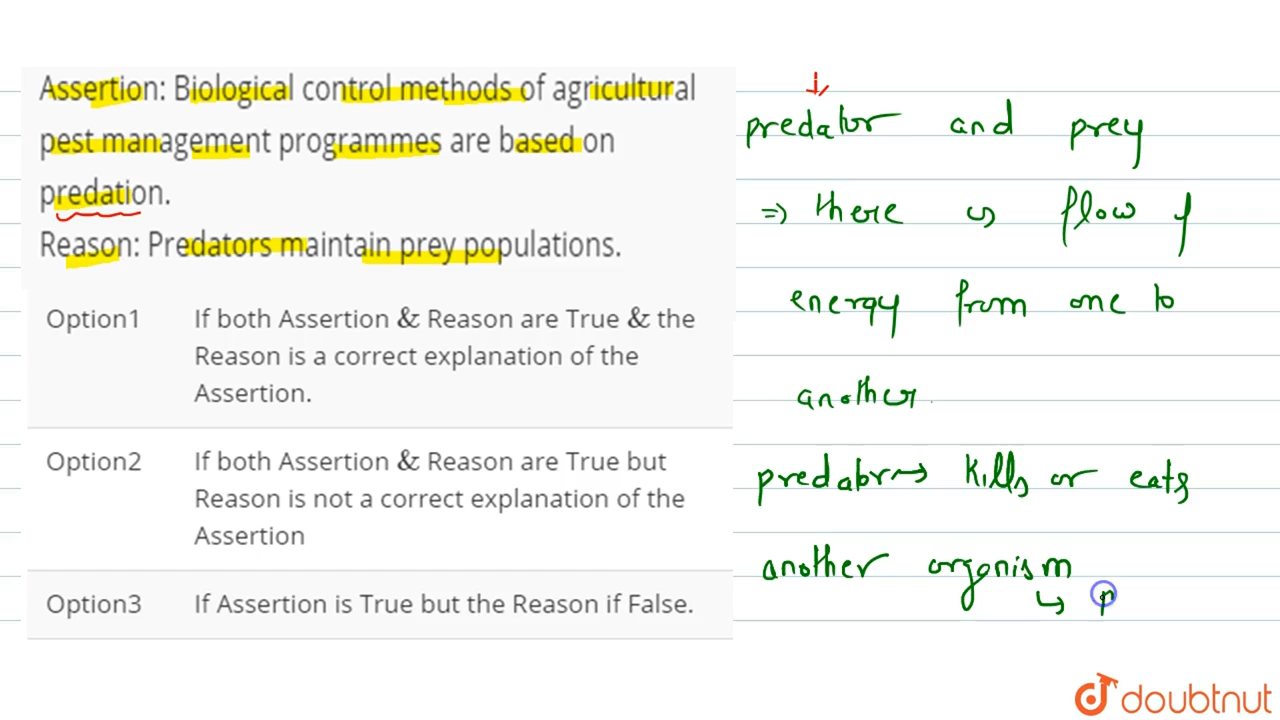 Assertion: Biological control methods of agricultural
pest management programmes are based on
predation.
Reason: Predators maintain prey populations.
Option1 If both Assertion & Reason are True & the
Reason is a correct explanation of the
Assertion.
Option2 If both Assertion & Reason are True but
Reason is not a correct explanation of the
Assertion
Option3 If Assertion is True but the Reason if False.
predator and prey
⇒ there is flow of
energy from one to
another.
predator → kills or eats
another organism
↳ p
doubtnut